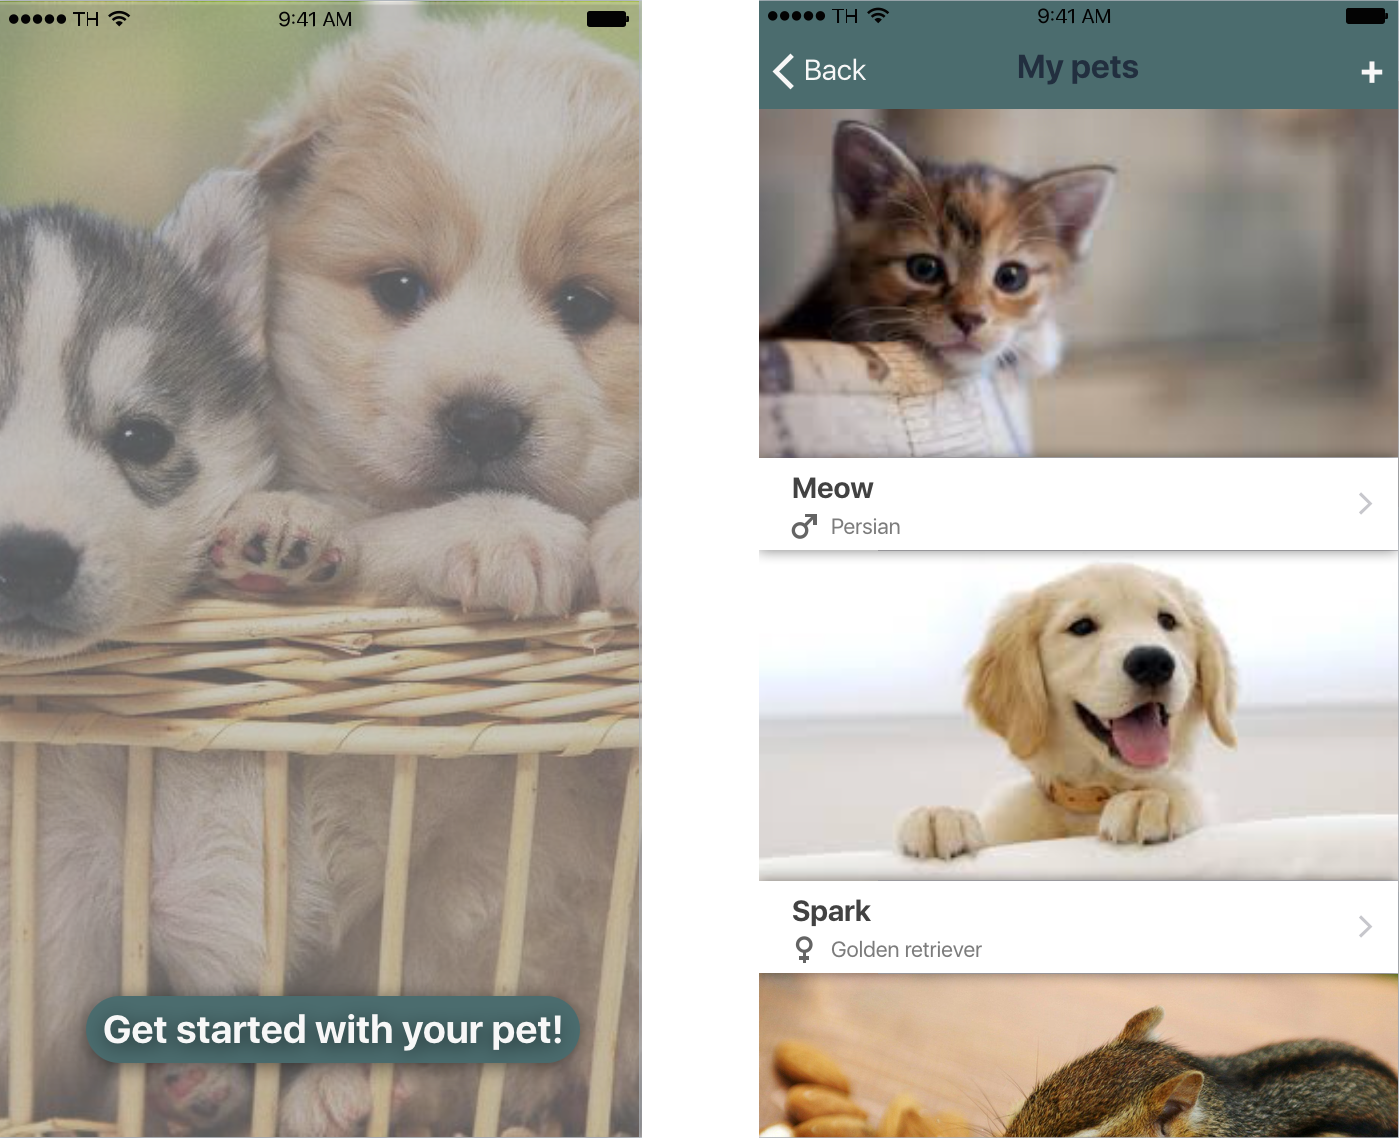 TH 9:41 AM
Get started with your pet!
TH 9:41 AM
Back My pets +
Meow
Persian
Spark
Golden retriever